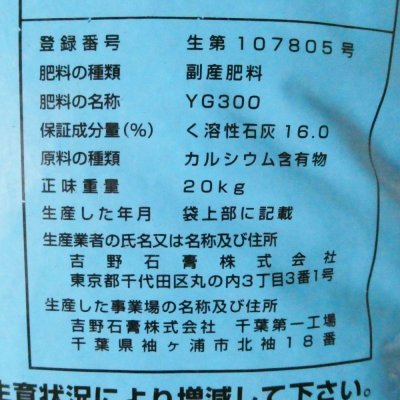 登録番号 生第107805号
肥料の種類 副産肥料
肥料の名称 YG300
保証成分量(%) く溶性石灰16.0
原料の種類 カルシウム含有物
正味重量 20kg
生産した年月 袋上部に記載
生産業者の氏名又は名称及び住所
吉野石膏株式会社
東京都千代田区丸の内3丁目3番1号
生産した事業場の名称及び住所
吉野石膏株式会社 千葉第一工場
千葉県袖ヶ浦市北袖18番
生育状況により増減して下さい。